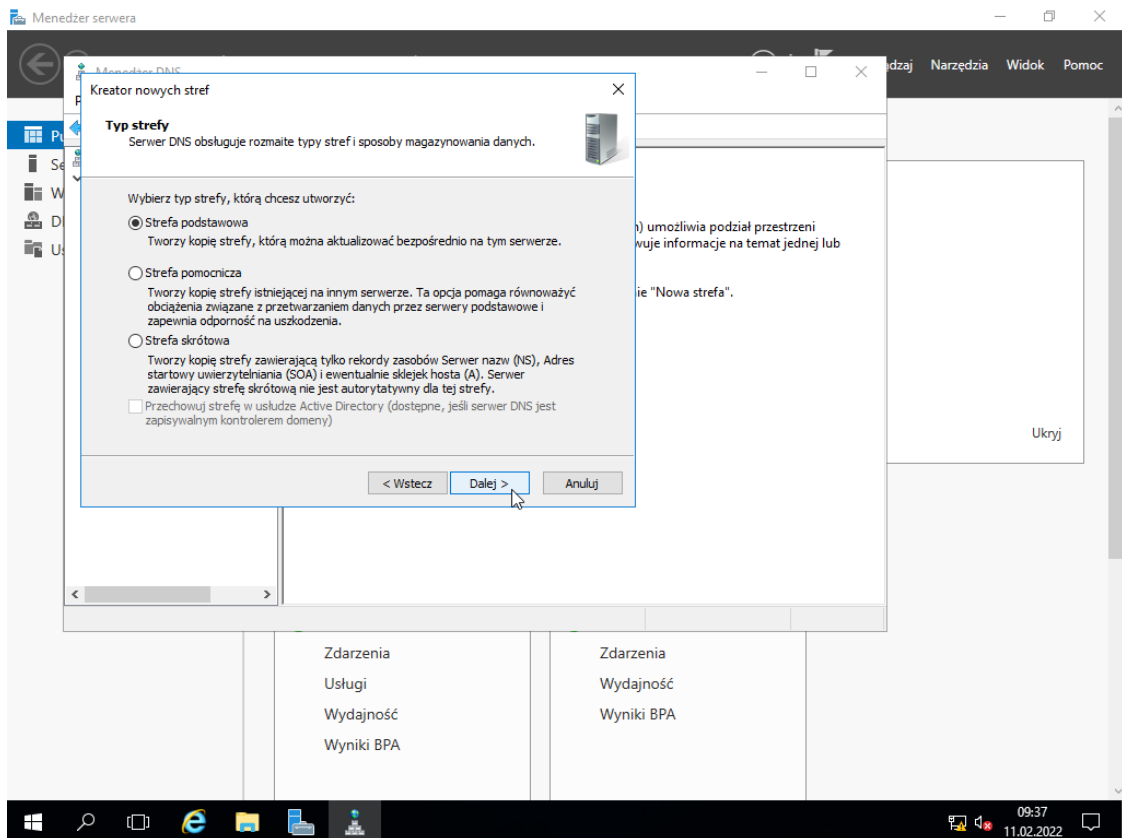 Menedżer serwera
Zarządzaj Narzędzia Widok Pomoc
Menedżer DNS
Kreator nowych stref
Typ strefy
Serwer DNS obsługuje rozmaite typy stref i sposoby magazynowania danych.
Wybierz typ strefy, którą chcesz utworzyć:
Strefa podstawowa
Tworzy kopię strefy, którą można aktualizować bezpośrednio na tym serwerze.
Strefa pomocnicza
Tworzy kopię strefy istniejącej na innym serwerze. Ta opcja pomaga równoważyć
obciążenia związane z przetwarzaniem danych przez serwery podstawowe i
zapewnia odporność na uszkodzenia.
Strefa skrótowa
Tworzy kopię strefy zawierającą tylko rekordy zasobów Serwer nazw (NS), Adres
startowy uwierzytelniania (SOA) i ewentualnie sklejek hosta (A). Serwer
zawierający strefę skrótową nie jest autorytatywny dla tej strefy.
Przechowuj strefę w usłudze Active Directory (dostępne, jeśli serwer DNS jest
zapisywalnym kontrolerem domeny)
< Wstecz Dalej > Anuluj
) umożliwia podział przestrzeni
wuje informacje na temat jednej lub
ie "Nowa strefa".
Ukryj
Zdarzenia
Usługi
Wydajność
Wyniki BPA
Zdarzenia
Wydajność
Wyniki BPA
09:37
11.02.2022